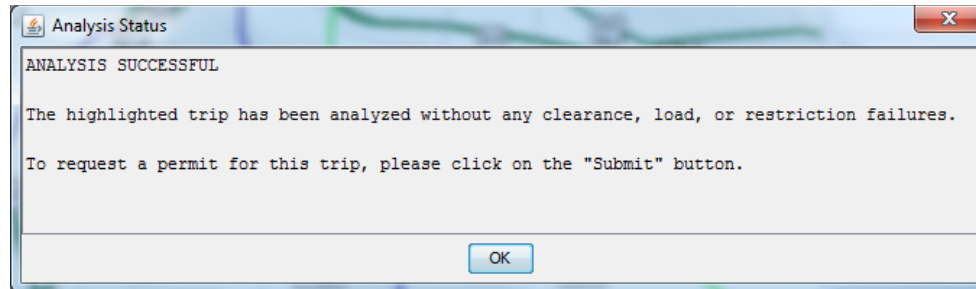 Analysis Status
ANALYSIS SUCCESSFUL
The highlighted trip has been analyzed without any clearance, load, or restriction failures.
To request a permit for this trip, please click on the "Submit" button.
OK